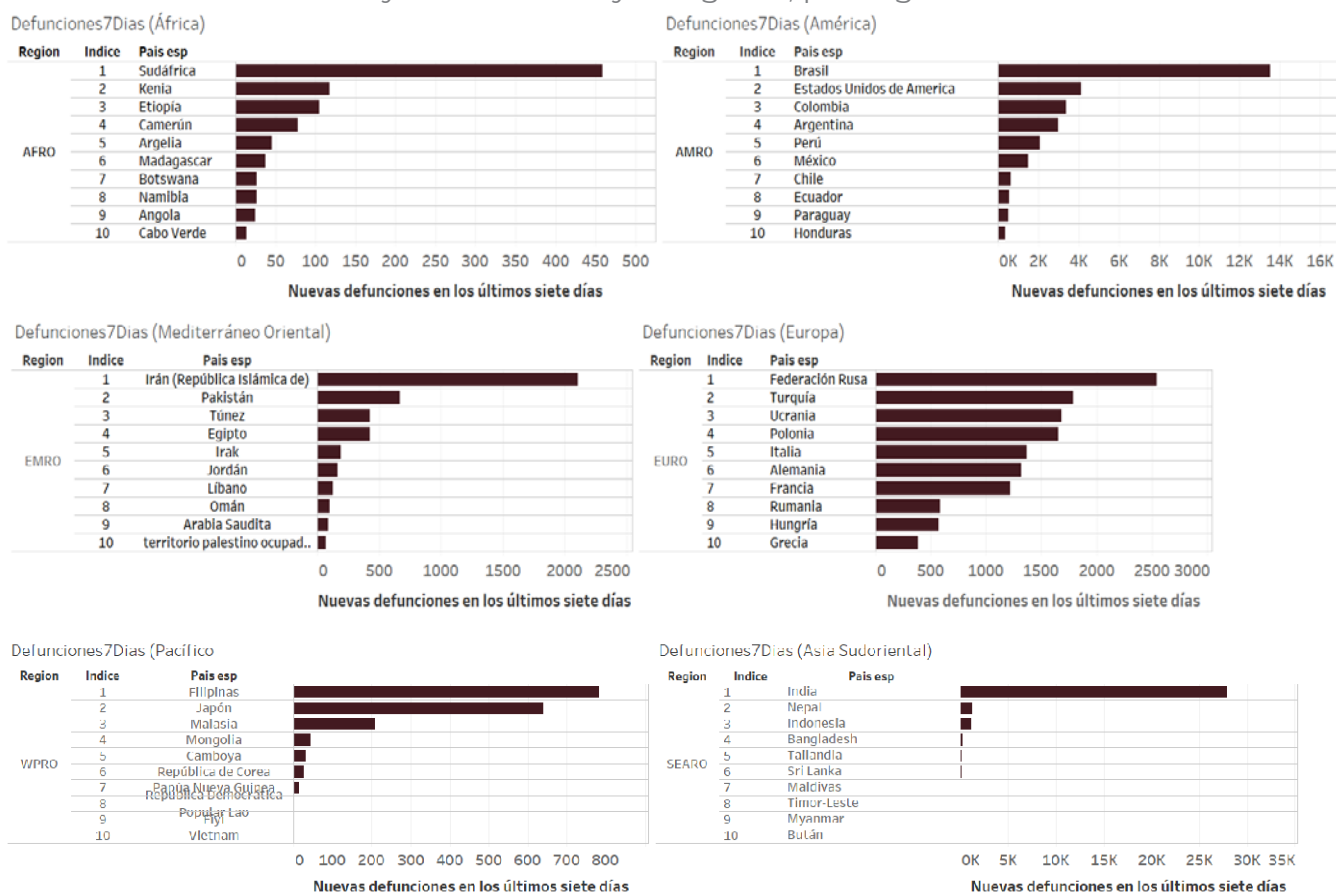 Defunciones7Dias (África)
Region Indice Pais esp
AFRO
1 Sudáfrica
2 Kenia
3 Etiopía
4 Camerún
5 Argelia
6 Madagascar
7 Botswana
8 Namibia
9 Angola
10 Cabo Verde
0 50 100 150 200 250 300 350 400 450 500
Nuevas defunciones en los últimos siete días
Defunciones7Dias (América)
Region Indice Pais esp
AMRO
1 Brasil
2 Estados Unidos de America
3 Colombia
4 Argentina
5 Perú
6 México
7 Chile
8 Ecuador
9 Paraguay
10 Honduras
0K 2K 4K 6K 8K 10K 12K 14K 16K
Nuevas defunciones en los últimos siete días
Defunciones7Dias (Mediterráneo Oriental)
Region Indice Pais esp
EMRO
1 Irán (República Islámica de)
2 Pakistán
3 Túnez
4 Egipto
5 Irak
6 Jordán
7 Líbano
8 Omán
9 Arabia Saudita
10 territorio palestino ocupad..
0 500 1000 1500 2000 2500
Nuevas defunciones en los últimos siete días
Defunciones7Dias (Europa)
Region Indice Pais esp
EURO
1 Federación Rusa
2 Turquía
3 Ucrania
4 Polonia
5 Italia
6 Alemania
7 Francia
8 Rumania
9 Hungría
10 Grecia
0 500 1000 1500 2000 2500 3000
Nuevas defunciones en los últimos siete días
Defunciones7Dias (Pacífico
Region Indice Pais esp
WPRO
1 Filipinas
2 Japón
3 Malasia
4 Mongolia
5 Camboya
6 República de Corea
7 Papúa Nueva Guinea
8 República Democrática
Popular Lao
9 Fiyi
10 Vietnam
0 100 200 300 400 500 600 700 800
Nuevas defunciones en los últimos siete días
Defunciones7Dias (Asia Sudoriental)
Region Indice Pais esp
SEARO
1 India
2 Nepal
3 Indonesia
4 Bangladesh
5 Tailandia
6 Sri Lanka
7 Maldivas
8 Timor-Leste
9 Myanmar
10 Bután
0K 5K 10K 15K 20K 25K 30K 35K
Nuevas defunciones en los últimos siete días